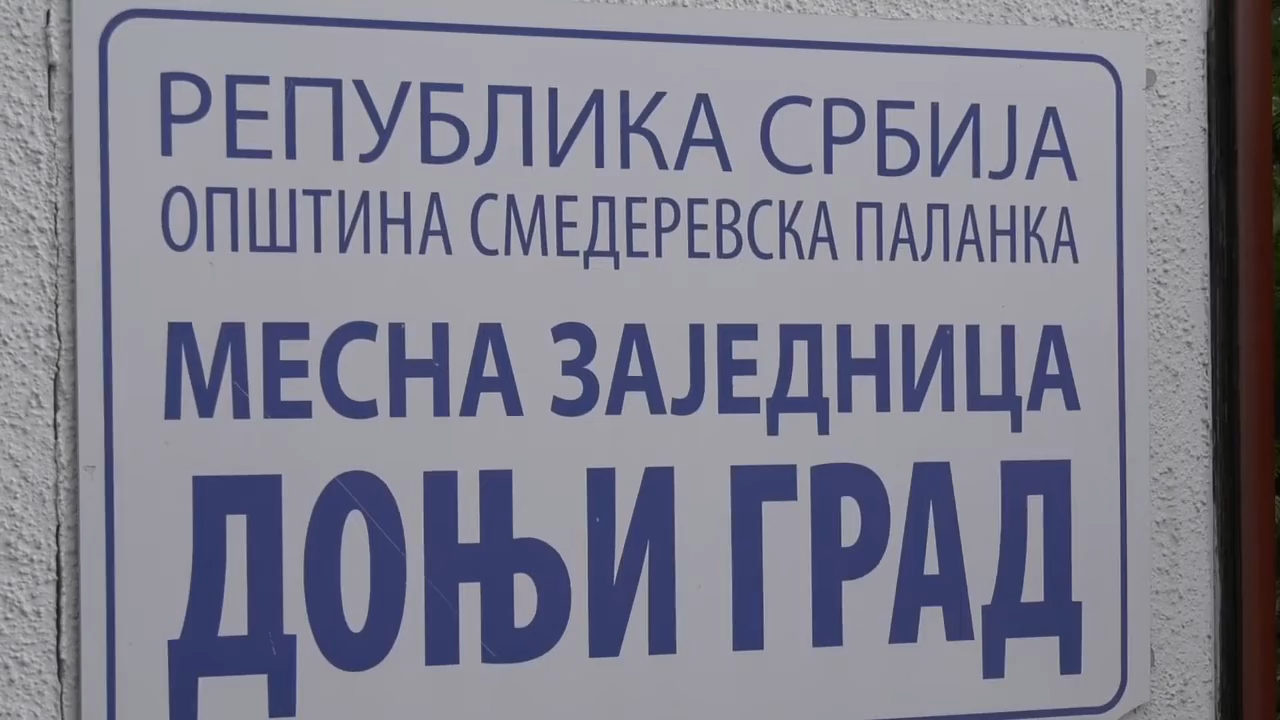 РЕПУБЛИКА СРБИЈА
ОПШТИНА СМЕДЕРЕВСКА ПАЛАНКА
МЕСНА ЗАЈЕДНИЦА
ДОЊИ ГРАД